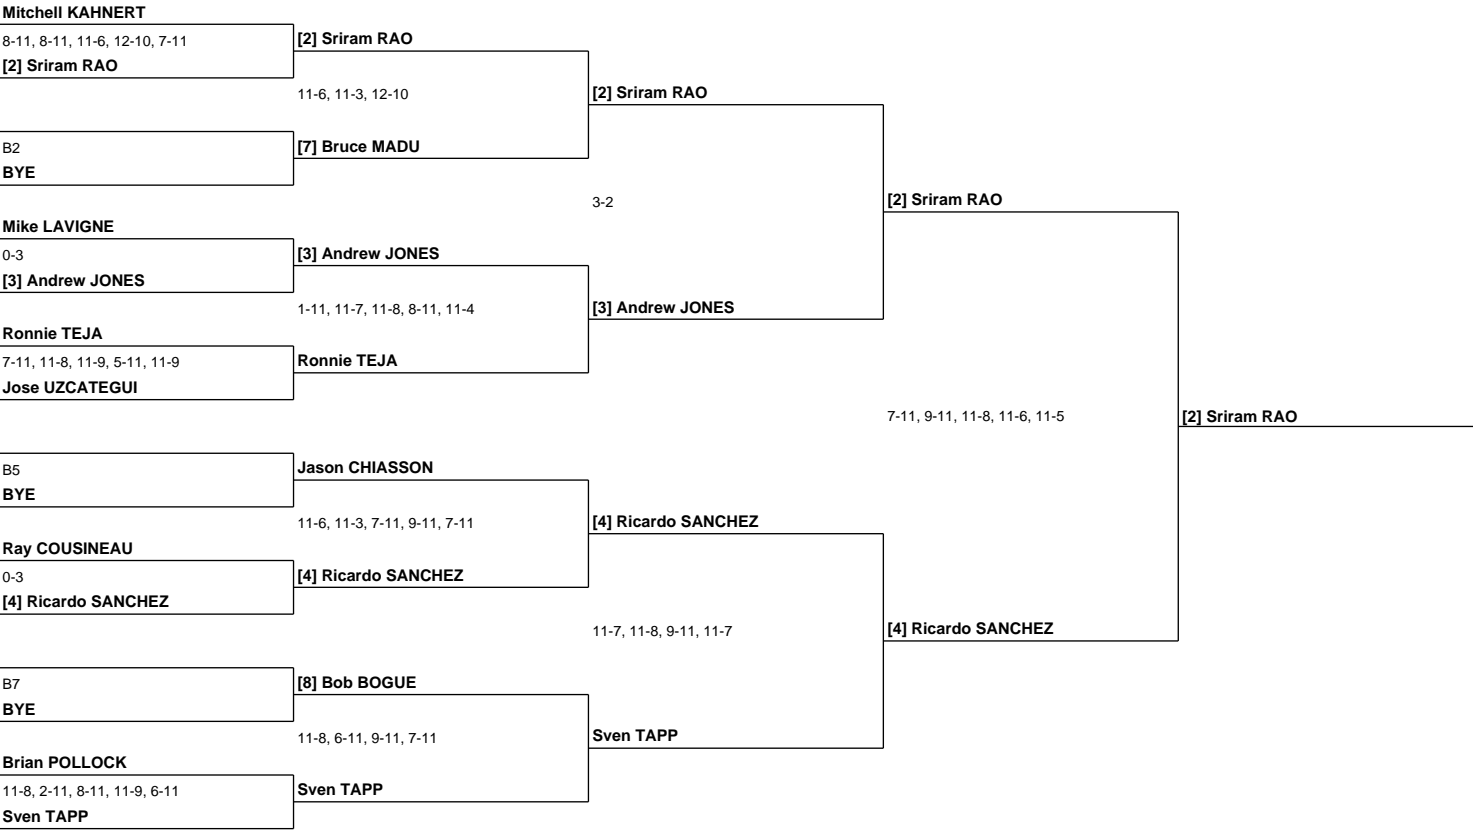 Mitchell KAHNERT
8-11, 8-11, 11-6, 12-10, 7-11
[2] Sriram RAO
[2] Sriram RAO
11-6, 11-3, 12-10
[2] Sriram RAO
B2
BYE
[7] Bruce MADU
3-2
[2] Sriram RAO
Mike LAVIGNE
0-3
[3] Andrew JONES
[3] Andrew JONES
1-11, 11-7, 11-8, 8-11, 11-4
[3] Andrew JONES
Ronnie TEJA
7-11, 11-8, 11-9, 5-11, 11-9
Jose UZCATEGUI
Ronnie TEJA
7-11, 9-11, 11-8, 11-6, 11-5
[2] Sriram RAO
B5
BYE
Jason CHIASSON
11-6, 11-3, 7-11, 9-11, 7-11
[4] Ricardo SANCHEZ
Ray COUSINEAU
0-3
[4] Ricardo SANCHEZ
[4] Ricardo SANCHEZ
11-7, 11-8, 9-11, 11-7
[4] Ricardo SANCHEZ
B7
BYE
[8] Bob BOGUE
11-8, 6-11, 9-11, 7-11
Sven TAPP
Brian POLLOCK
11-8, 2-11, 8-11, 11-9, 6-11
Sven TAPP
Sven TAPP